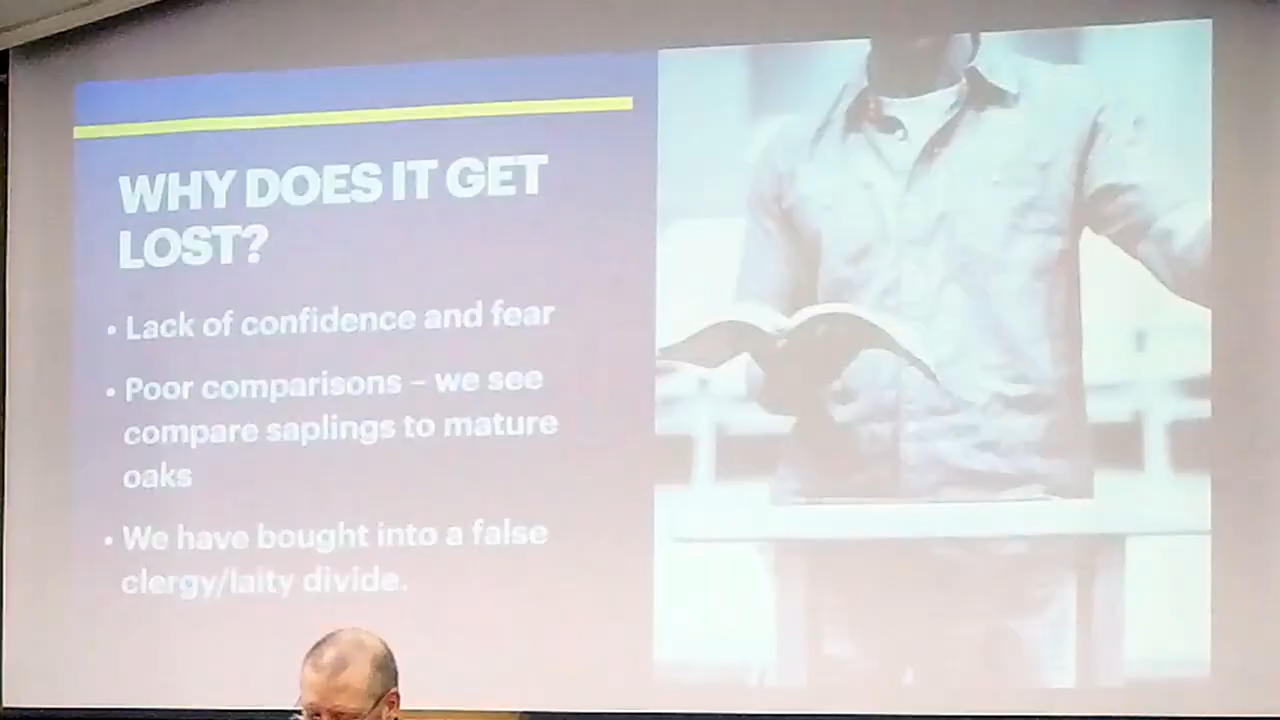 WHY DOES IT GET
LOST?
• Lack of confidence and fear
• Poor comparisons – we see
compare saplings to mature
oaks
• We have bought into a false
clergy/laity divide.